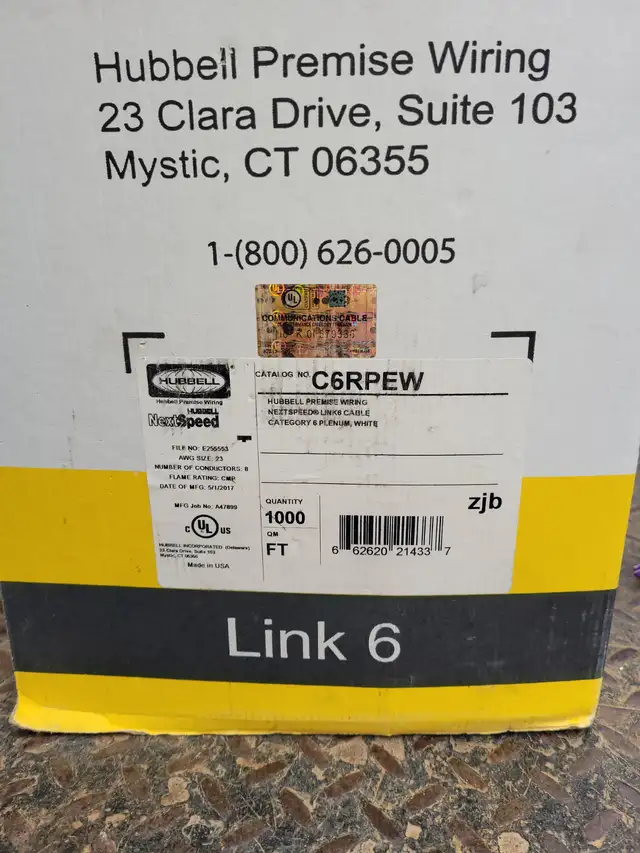 Hubbell Premise Wiring
23 Clara Drive, Suite 103
Mystic, CT 06355
1-(800) 626-0005
UL
COMMUNICATIONS CABLE
HUBBELL
Hubbell Premise Wiring
HUBBELL
NextSpeed
FILE NO: E255553
AWG SIZE: 23
NUMBER OF CONDUCTORS: 8
FLAME RATING: CMP
DATE OF MFG. 5/1/2017
MFG Job No: A47899
C UL US
HUBBELL INCORPORATED (Delaware)
23 Clara Drive, Suite 103
Mystic, CT 06355
Made in USA
CATALOG NO. C6RPEW
HUBBELL PREMISE WIRING
NEXTSPEED® LINK6 CABLE
CATEGORY 6 PLENUM, WHITE
QUANTITY
1000
QM
FT
zjb
6 62620 21433 7
Link 6